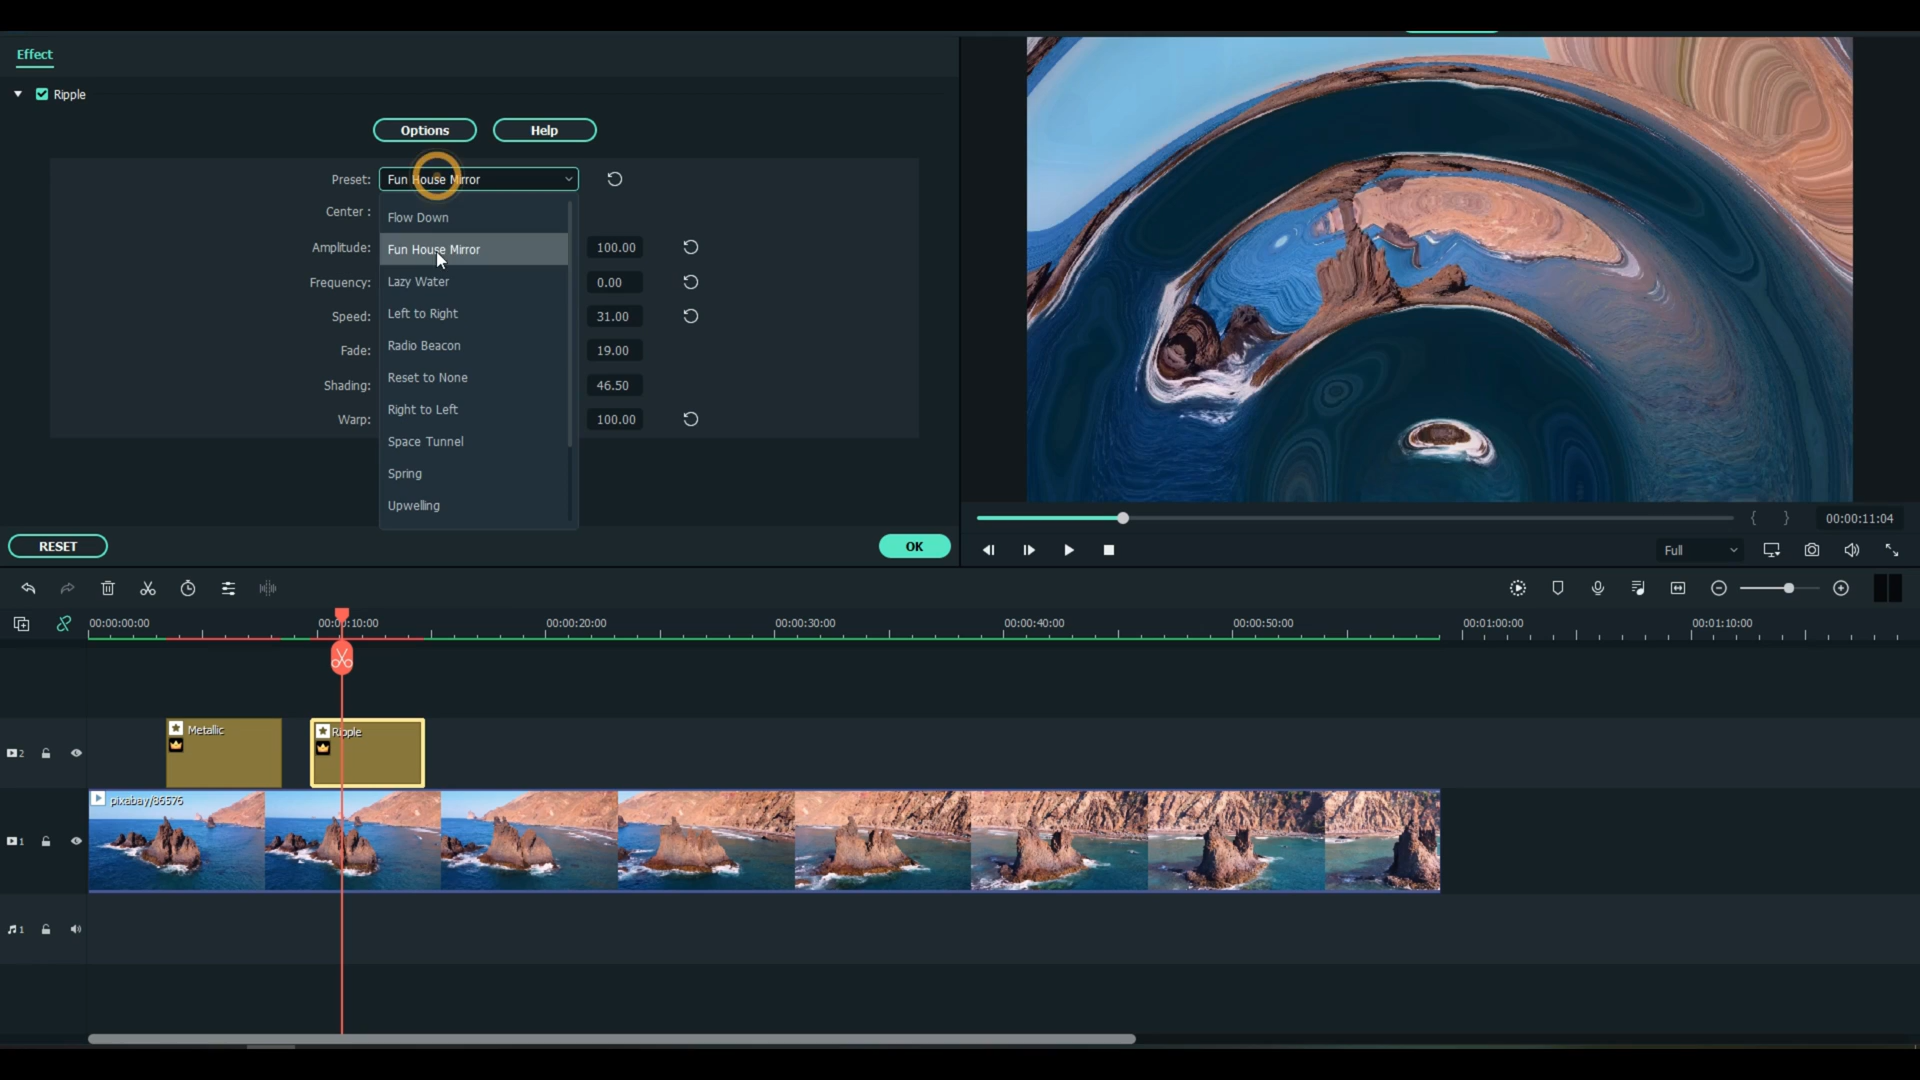 Effect
Ripple
Options
Help
Preset:
Fun House Mirror
Center :
Flow Down
Amplitude:
Fun House Mirror
100.00
Frequency:
Lazy Water
0.00
Speed:
Left to Right
31.00
Fade:
Radio Beacon
19.00
Shading:
Reset to None
46.50
Warp:
Right to Left
100.00
Space Tunnel
Spring
Upwelling
RESET
OK
00:00:11:04
Full
00:00:00:00
00:00:10:00
00:00:20:00
00:00:30:00
00:00:40:00
00:00:50:00
00:01:00:00
00:01:10:00
Metallic
Ripple
2
pixabay/86576
1
1